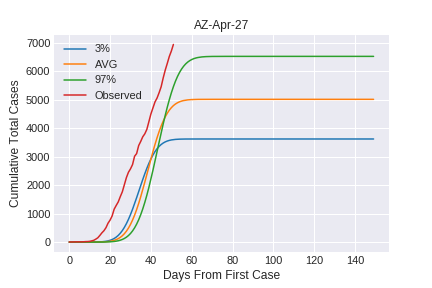 AZ-Apr-27
7000
6000
5000
4000
3000
2000
1000
0
Cumulative Total Cases
3%
AVG
97%
Observed
0 20 40 60 80 100 120 140
Days From First Case